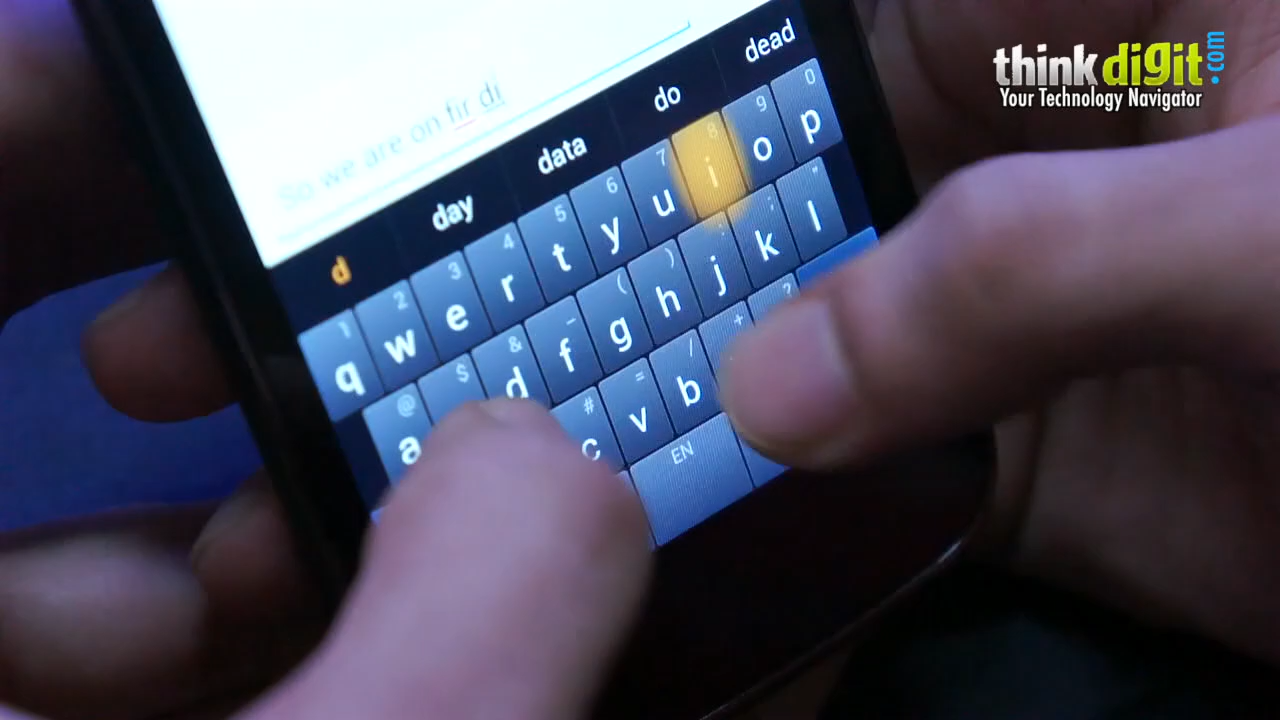 thinkdigit.com
Your Technology Navigator
So we are on fir di
d day data do dead
1 2 3 4 5 6 7 8 9 0
q w e r t y u i o p
@ $ & _ ( ) : ; "
a d f g h j k l
# = / + ?
c v b
EN